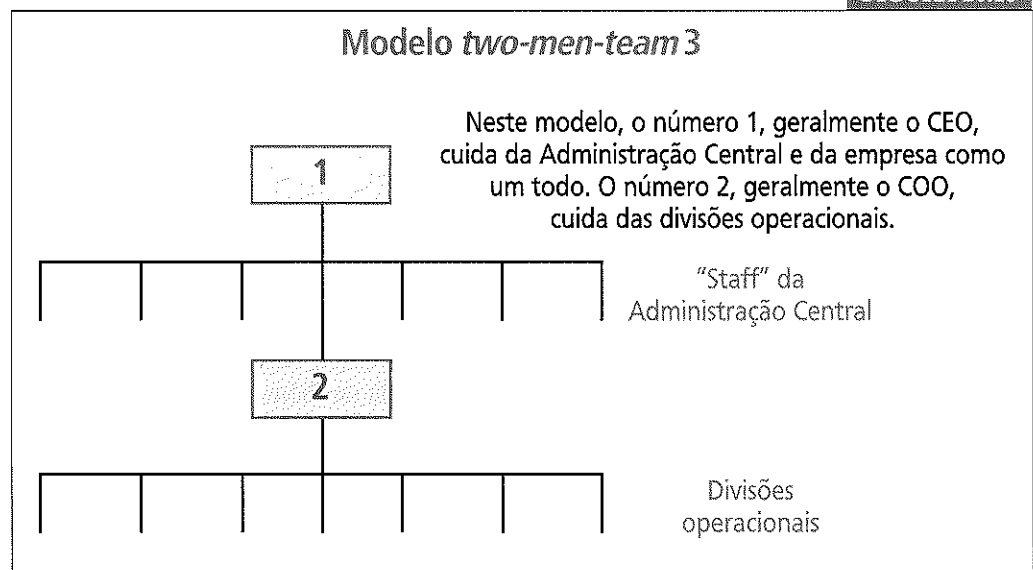 Modelo two-men-team 3
Neste modelo, o número 1, geralmente o CEO,
cuida da Administração Central e da empresa como
um todo. O número 2, geralmente o COO,
cuida das divisões operacionais.
1
"Staff" da
Administração Central
2
Divisões
operacionais